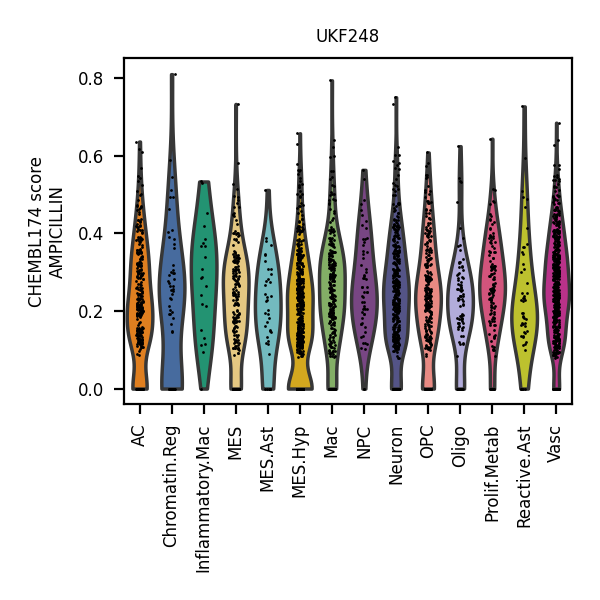 UKF248
CHEMBL174 score
AMPICILLIN
0.8
0.6
0.4
0.2
0.0
AC
Chromatin.Reg
Inflammatory.Mac
MES
MES.Ast
MES.Hyp
Mac
NPC
Neuron
OPC
Oligo
Prolif.Metab
Reactive.Ast
Vasc